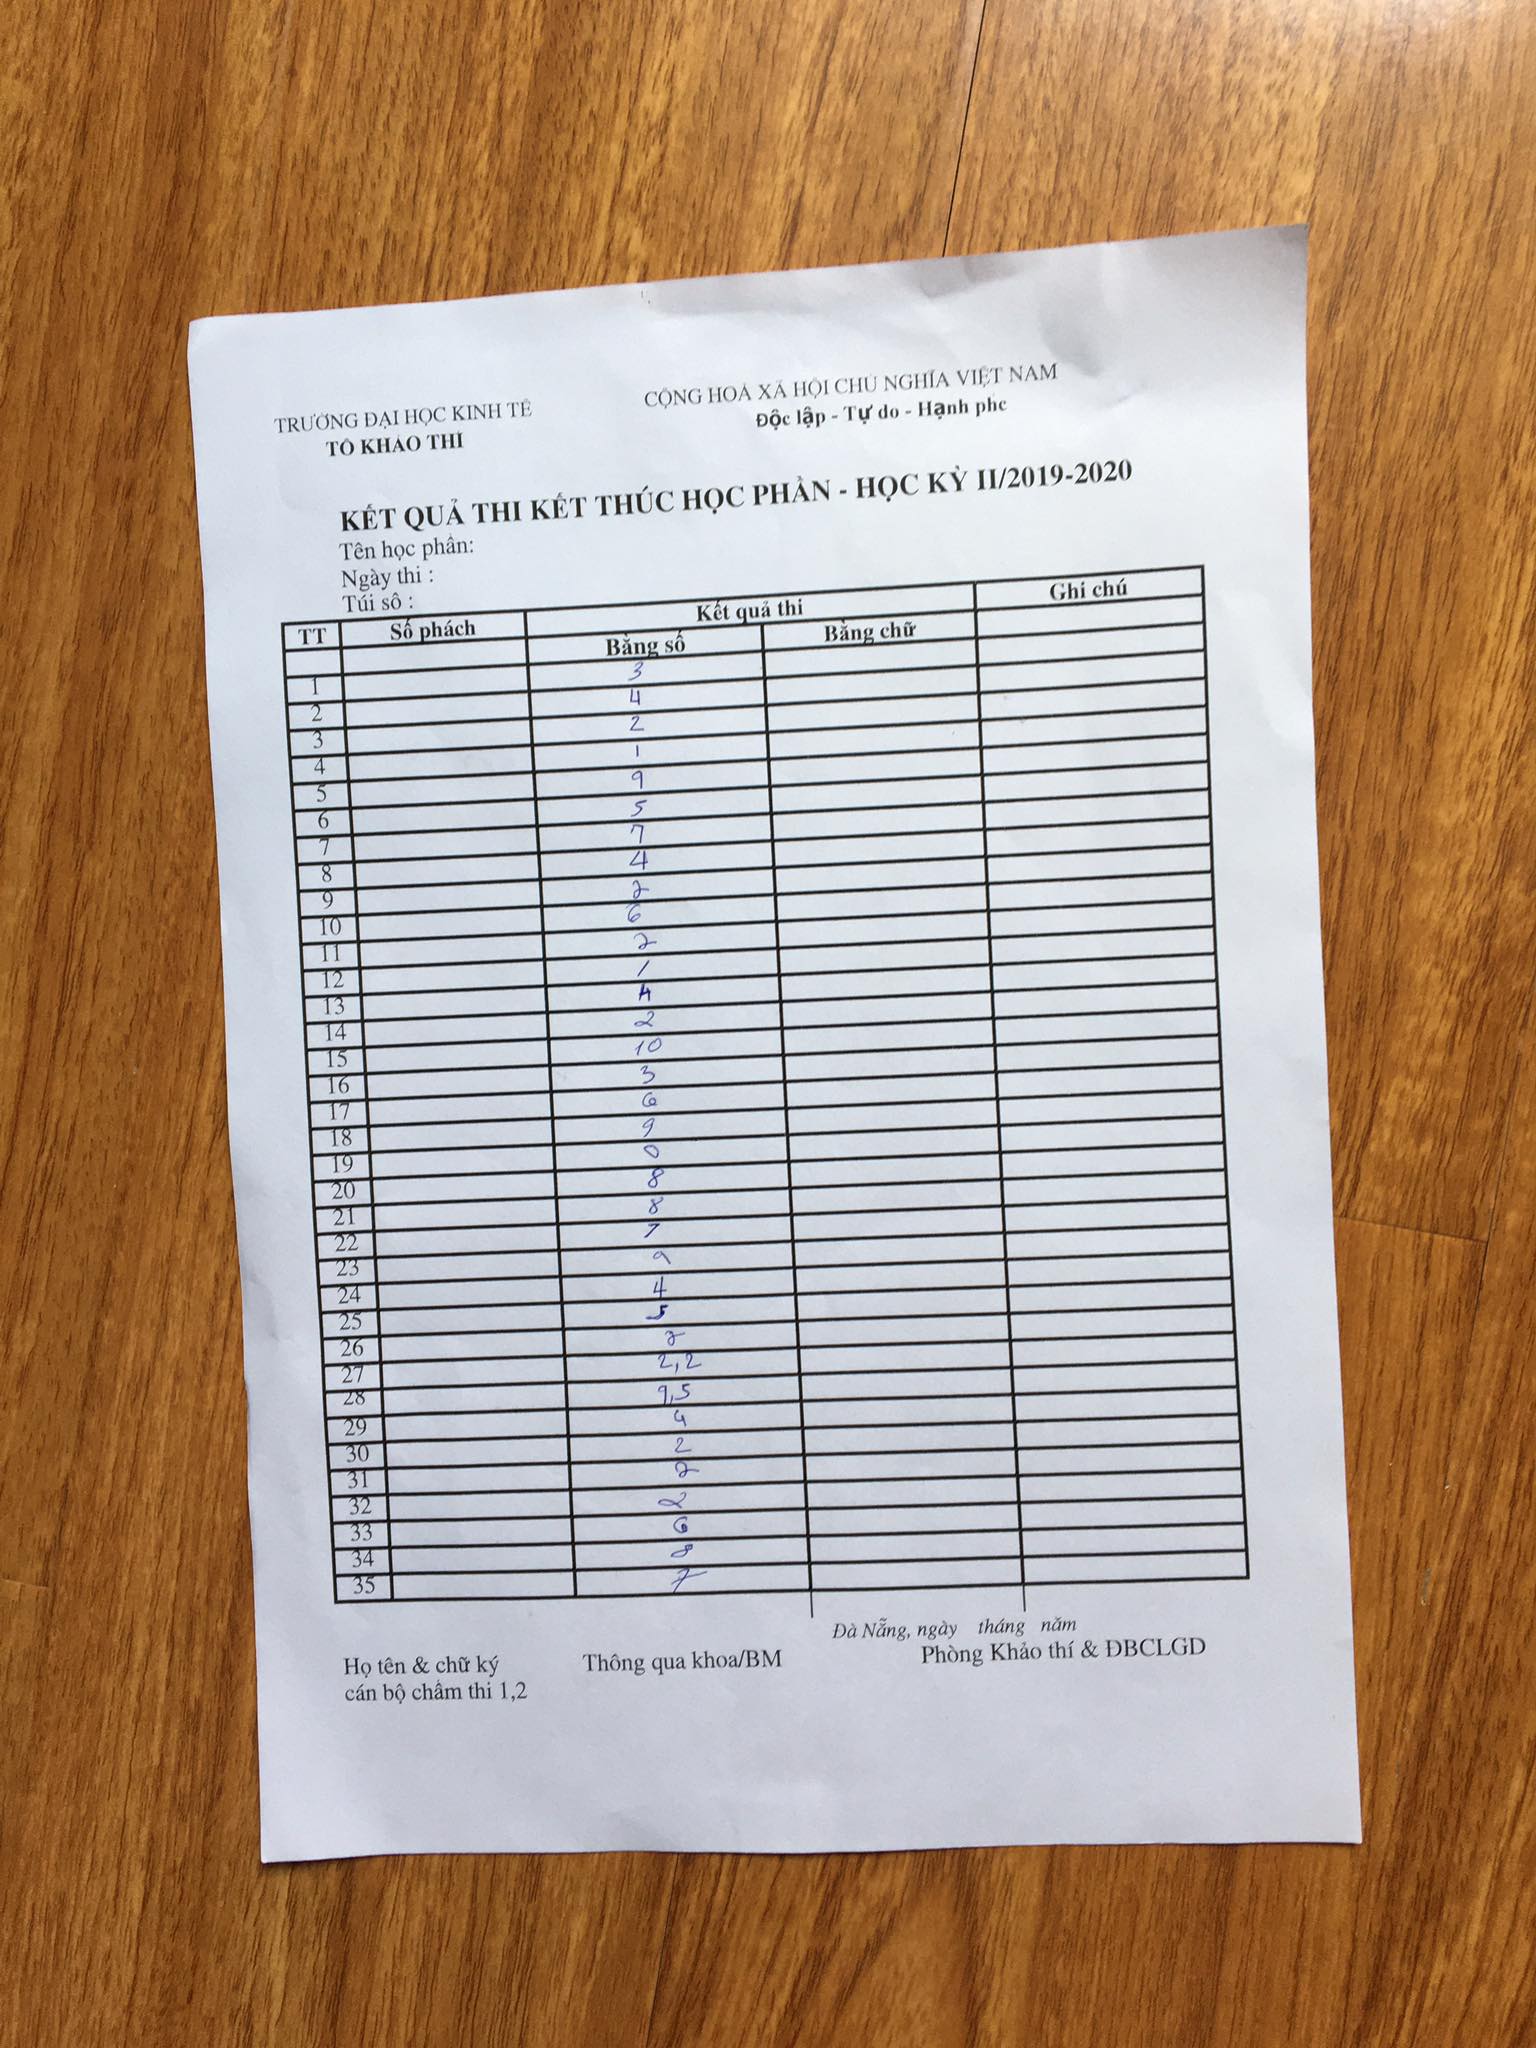 TRƯỜNG ĐẠI HỌC KINH TẾ
TỔ KHẢO THÍ
CỘNG HOÀ XÃ HỘI CHỦ NGHĨA VIỆT NAM
Độc lập - Tự do - Hạnh phc
KẾT QUẢ THI KẾT THÚC HỌC PHẦN - HỌC KỲ II/2019-2020
Tên học phần:
Ngày thi :
Túi số :
TT Số phách Kết quả thi Ghi chú
Bằng số Bằng chữ
1 3
2 4
3 2
4 1
5 9
6 5
7 7
8 4
9 2
10 6
11 2
12 1
13 4
14 2
15 10
16 3
17 6
18 9
19 0
20 8
21 8
22 7
23 9
24 4
25 5
26 2
27 2,2
28 9,5
29 4
30 2
31 2
32 2
33 6
34 8
35 7
Đà Nẵng, ngày tháng năm
Họ tên & chữ ký Thông qua khoa/BM Phòng Khảo thí & ĐBCLGD
cán bộ chấm thi 1,2